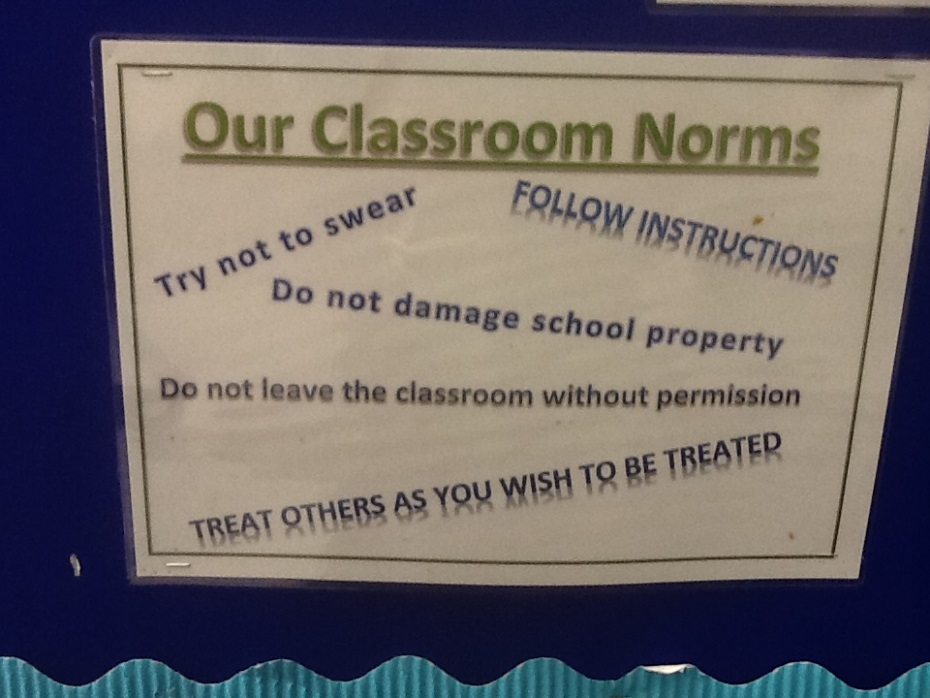 Our Classroom Norms
Try not to swear
FOLLOW INSTRUCTIONS
Do not damage school property
Do not leave the classroom without permission
TREAT OTHERS AS YOU WISH TO BE TREATED